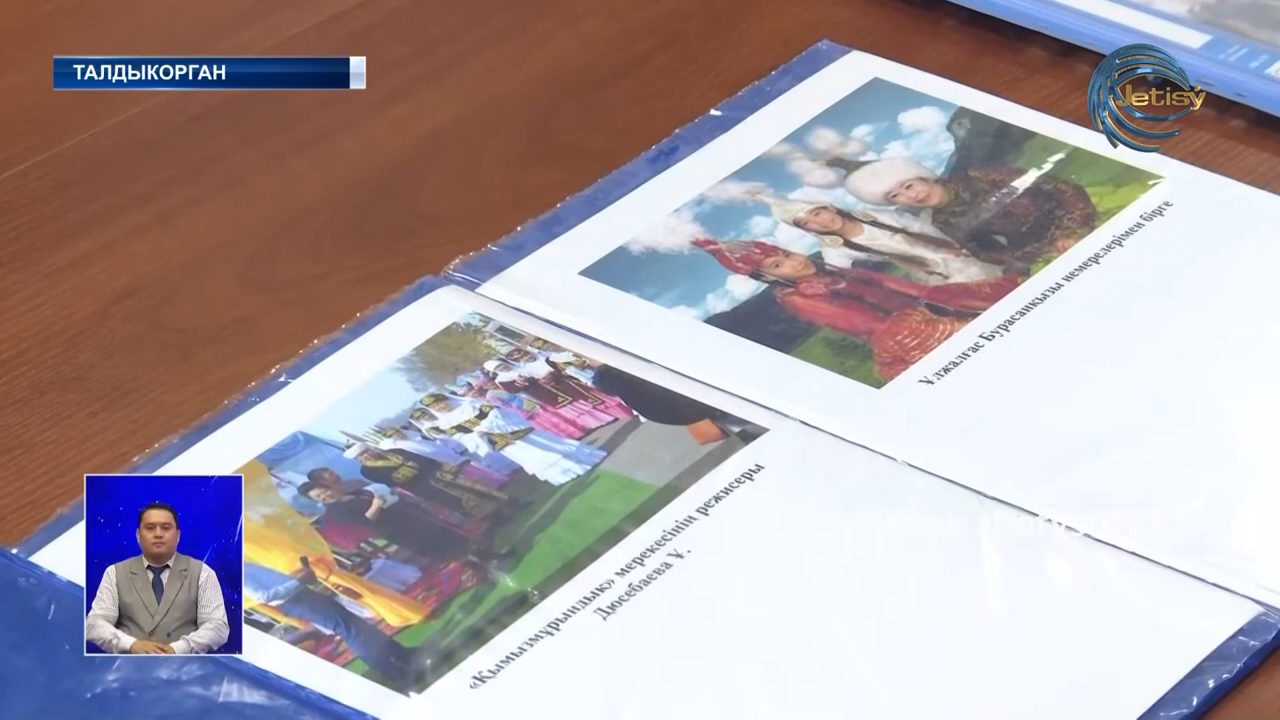 ТАЛДЫКОРГАН
Jetisý
Ұлжалғас Бурасанқызы немерелерімен бірге
«Қымызмұрындық» мерекесінің режисеры
Дюсебаева Ұ.